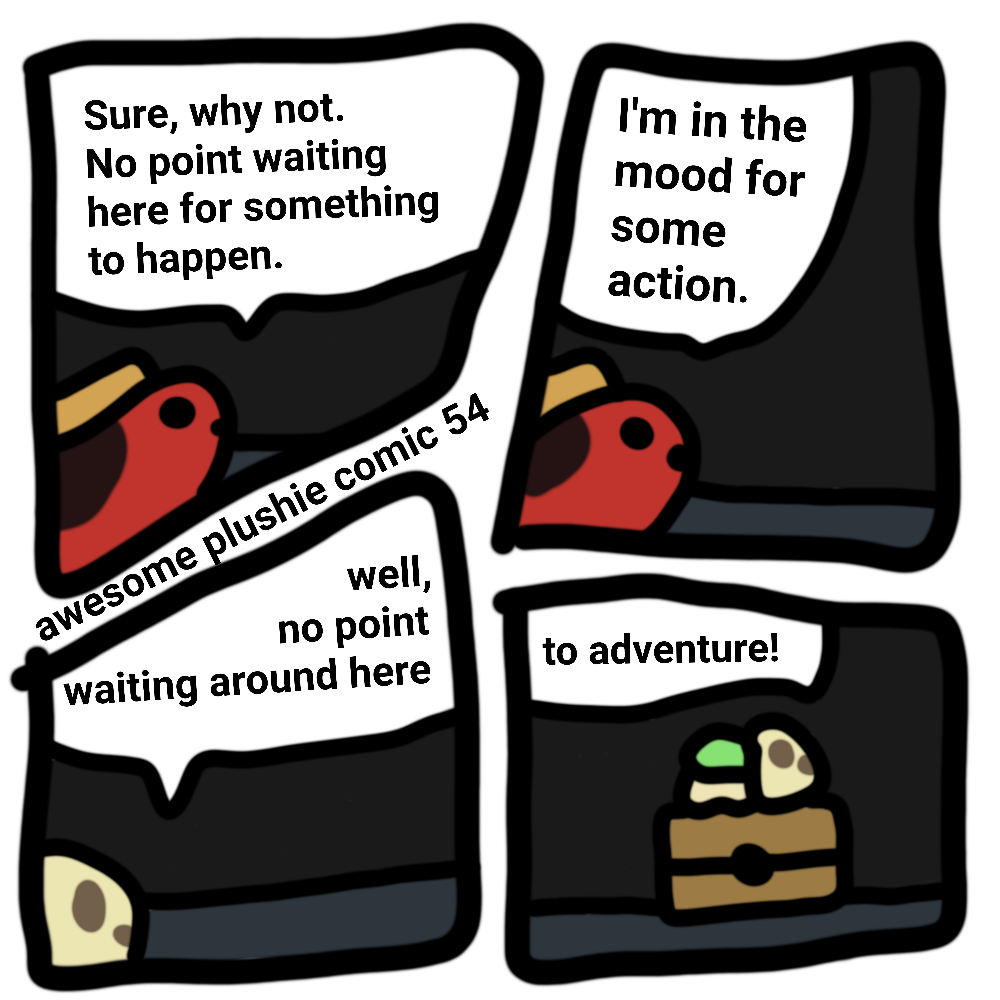 Sure, why not.
No point waiting
here for something
to happen.
I'm in the
mood for
some
action.
awesome plushie comic 54
well,
no point
waiting around here
to adventure!